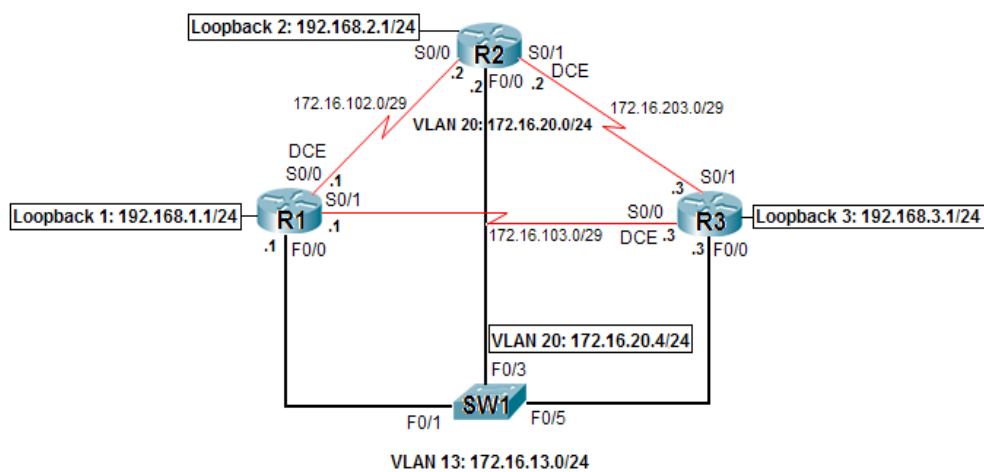 Loopback 2: 192.168.2.1/24
S0/0
R2
S0/1
DCE
.2
.2
F0/0
.2
172.16.102.0/29
172.16.203.0/29
VLAN 20: 172.16.20.0/24
DCE
S0/0
.1
S0/1
.1
Loopback 1: 192.168.1.1/24
R1
.1
F0/0
S0/1
.3
S0/0
R3
Loopback 3: 192.168.3.1/24
172.16.103.0/29
DCE
.3
.3
F0/0
VLAN 20: 172.16.20.4/24
F0/3
SW1
F0/1
F0/5
VLAN 13: 172.16.13.0/24